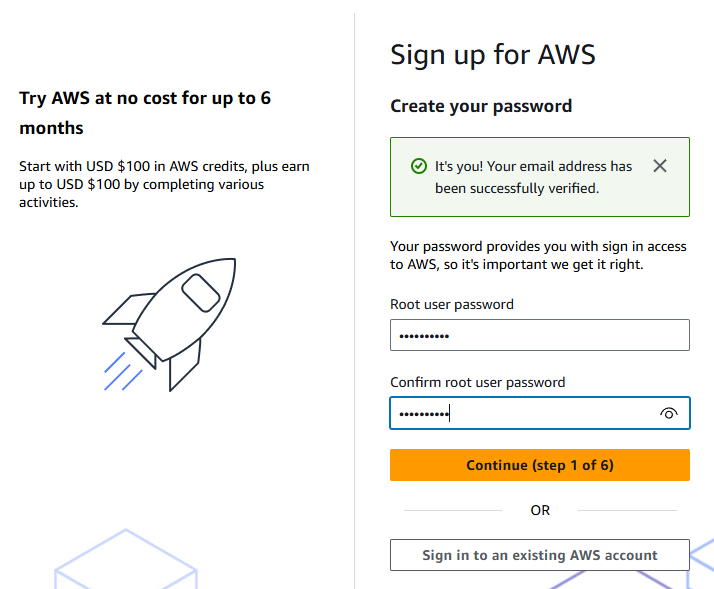 Try AWS at no cost for up to 6
months
Start with USD $100 in AWS credits, plus earn
up to USD $100 by completing various
activities.
Sign up for AWS
Create your password
It's you! Your email address has
been successfully verified.
Your password provides you with sign in access
to AWS, so it's important we get it right.
Root user password
••••••••••
Confirm root user password
••••••••••
Continue (step 1 of 6)
OR
Sign in to an existing AWS account